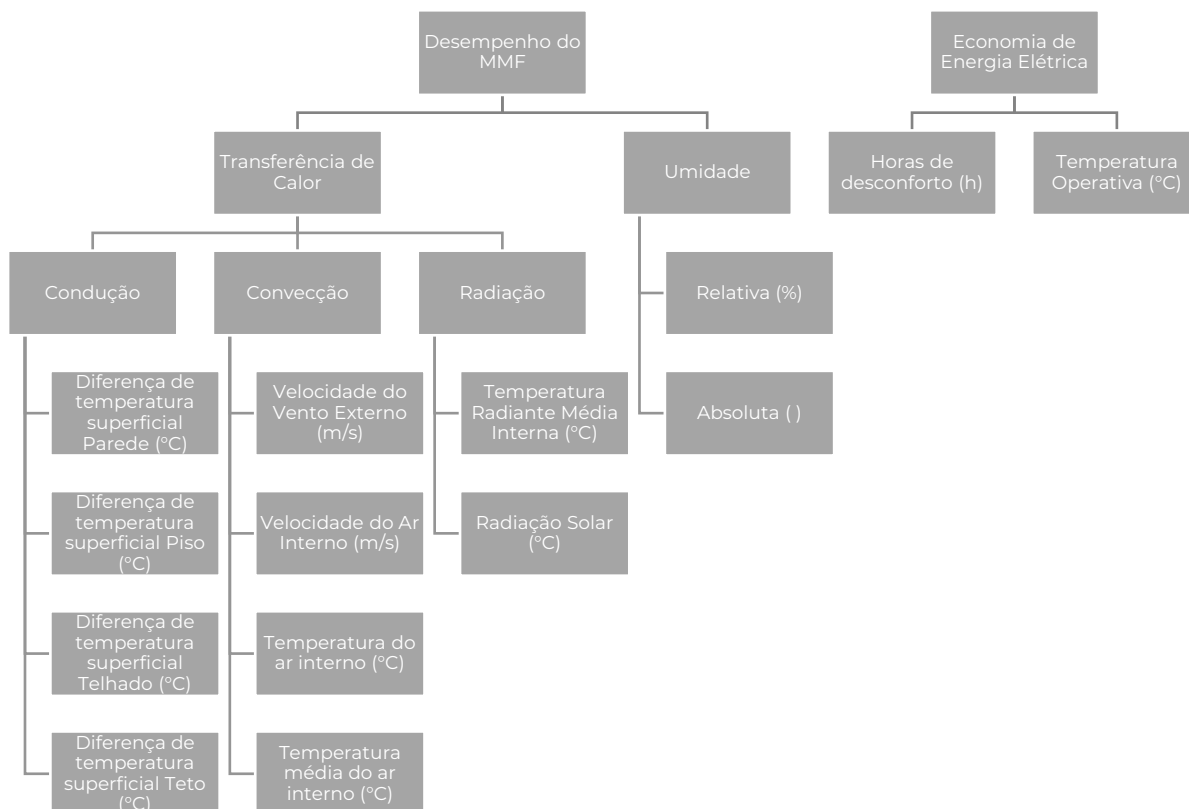 Desempenho do
MMF
Economia de
Energia Elétrica
Transferência de
Calor
Umidade
Horas de
desconforto (h)
Temperatura
Operativa (°C)
Condução
Convecção
Radiação
Relativa (%)
Diferença de
temperatura
superficial
Parede (°C)
Velocidade do
Vento Externo
(m/s)
Temperatura
Radiante Média
Interna (°C)
Absoluta ( )
Diferença de
temperatura
superficial Piso
(°C)
Velocidade do Ar
Interno (m/s)
Radiação Solar
(°C)
Diferença de
temperatura
superficial
Telhado (°C)
Temperatura do
ar interno (°C)
Diferença de
temperatura
superficial Teto
(°C)
Temperatura
média do ar
interno (°C)